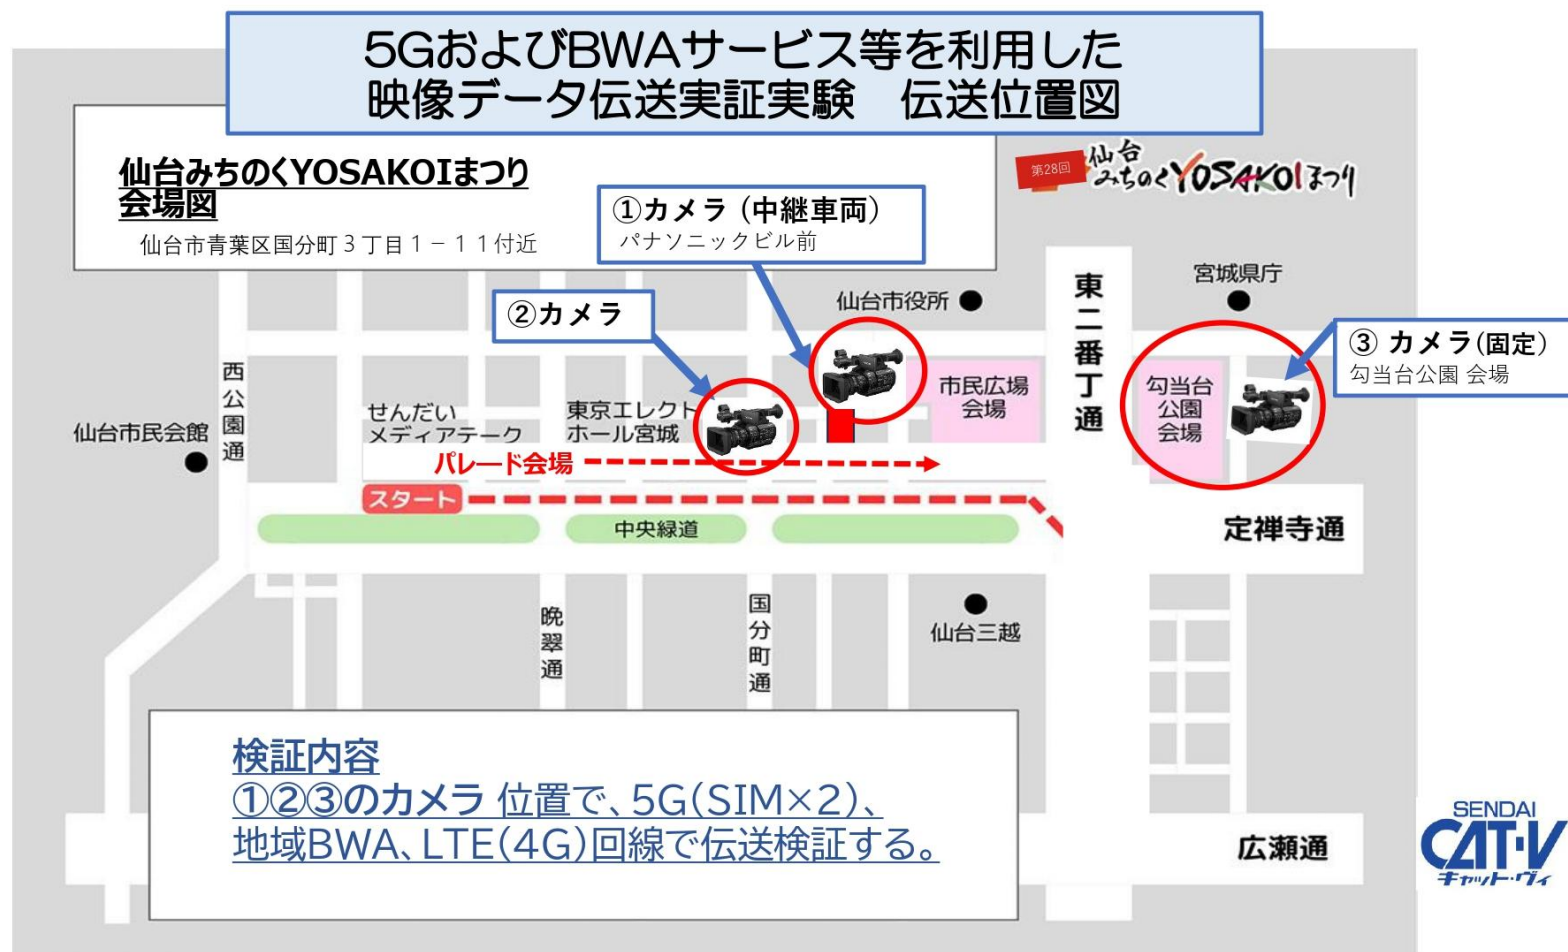 5GおよびBWAサービス等を利用した
映像データ伝送実証実験　伝送位置図
仙台みちのくYOSAKOIまつり
会場図
仙台市青葉区国分町３丁目１－１１付近
第28回
仙台
みちのくYOSAKOIまつり
①カメラ (中継車両)
パナソニックビル前
②カメラ
③ カメラ(固定)
勾当台公園 会場
仙台市役所
宮城県庁
東二番丁通
西公園通
仙台市民会館
せんだい
メディアテーク
東京エレクト
ホール宮城
市民広場
会場
勾当台
公園
会場
パレード会場
スタート
中央緑道
定禅寺通
晩翠通
国分町通
仙台三越
検証内容
①②③のカメラ 位置で、5G(SIM×2)、
地域BWA、LTE(4G)回線で伝送検証する。
広瀬通
SENDAI
CAT-V
キャット・ヴィ